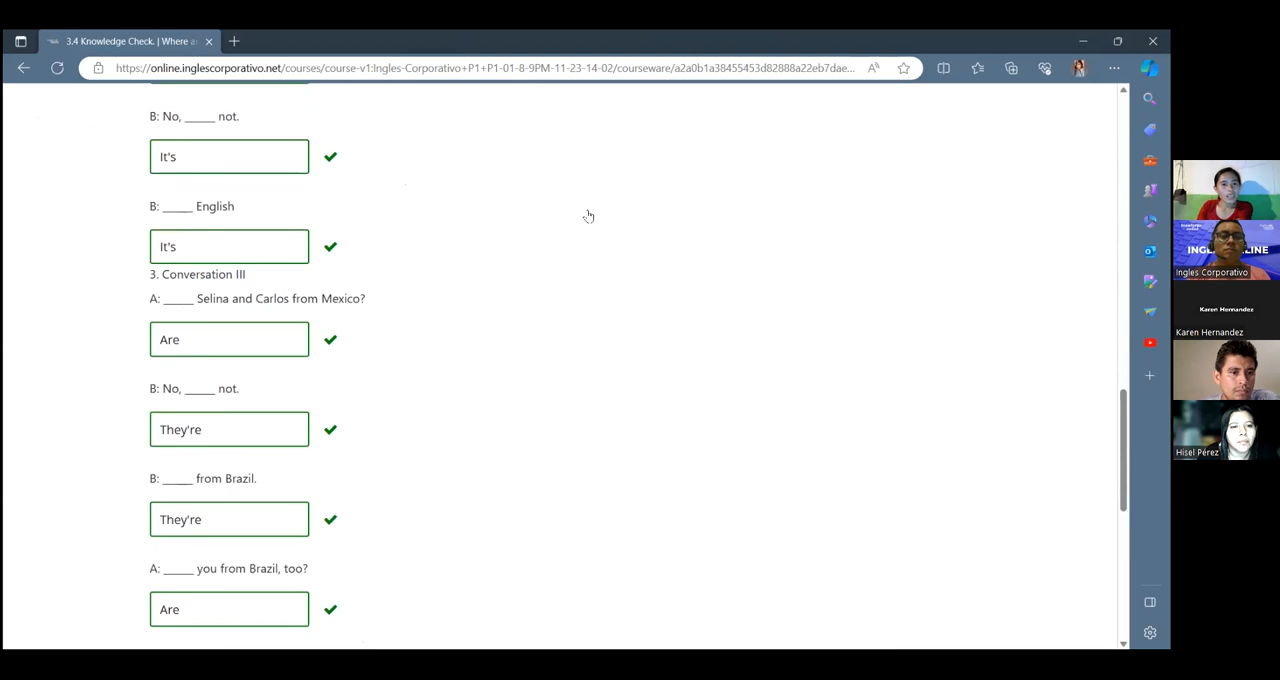 3.4 Knowledge Check. | Where a
https://online.inglescorporativo.net/courses/course-v1:Ingles-Corporativo+P1+P1-01-8-9PM-11-23-14-02/courseware/a2a0b1a38455453d82888a22eb7dae...
B: No, _____ not.
It's
B: _____ English
It's
3. Conversation III
A: _____ Selina and Carlos from Mexico?
Are
B: No, _____ not.
They're
B: _____ from Brazil.
They're
A: _____ you from Brazil, too?
Are
Ingles Corporativo
Karen Hernandez
Karen Hernandez
Hisel Pérez